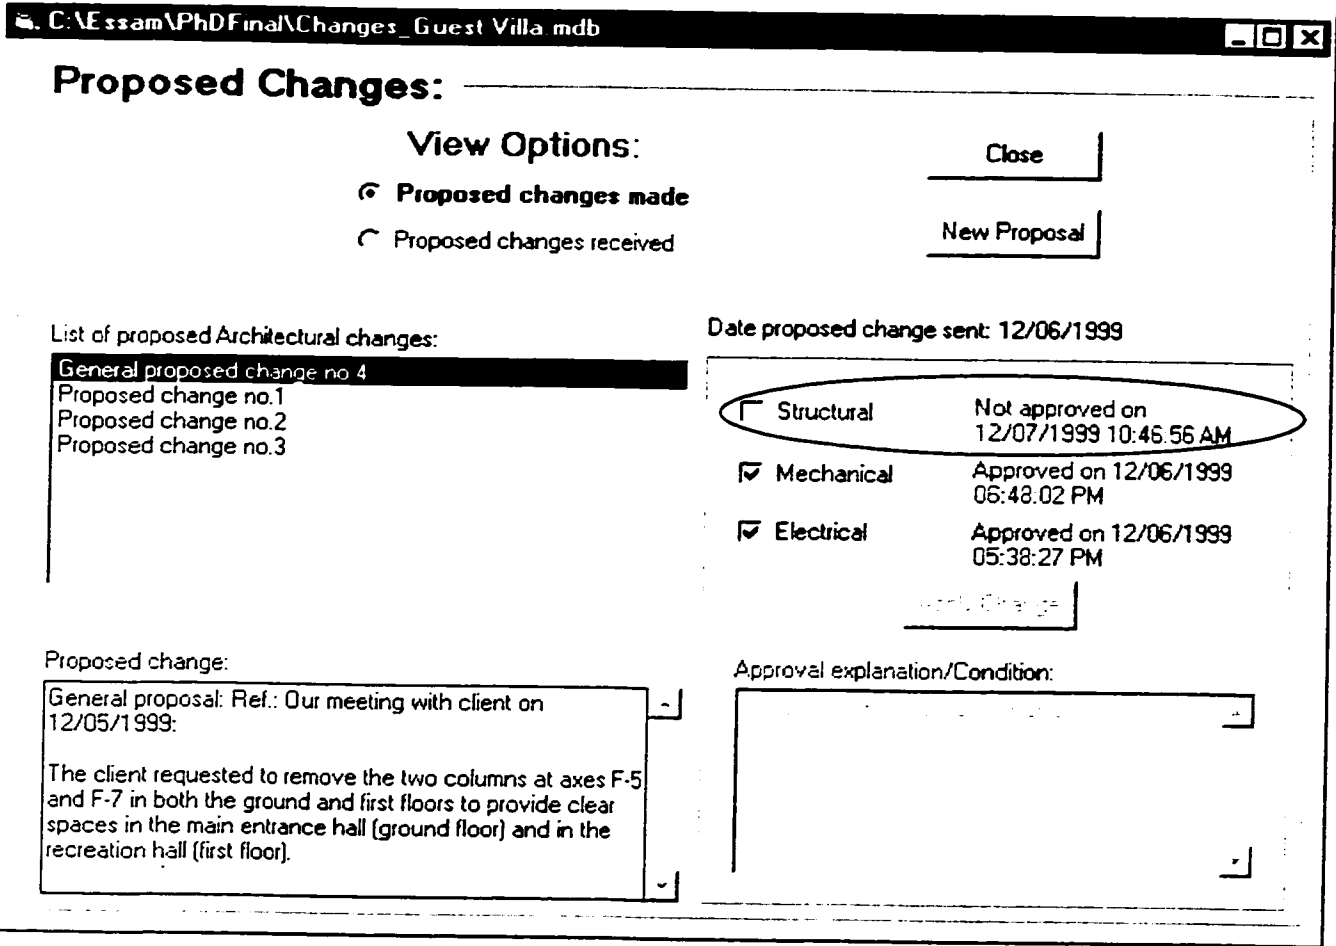 C:\Essam\PhDFinal\Changes_Guest Villa.mdb
Proposed Changes:
View Options:
Proposed changes made
Proposed changes received
Close
New Proposal
List of proposed Architectural changes:
General proposed change no 4
Proposed change no.1
Proposed change no.2
Proposed change no.3
Date proposed change sent: 12/06/1999
Structural Not approved on
12/07/1999 10:46:56 AM
Mechanical Approved on 12/06/1999
06:48:02 PM
Electrical Approved on 12/06/1999
05:38:27 PM
Change
Proposed change:
General proposal: Ref.: Our meeting with client on
12/05/1999:
The client requested to remove the two columns at axes F-5
and F-7 in both the ground and first floors to provide clear
spaces in the main entrance hall (ground floor) and in the
recreation hall (first floor).
Approval explanation/Condition: